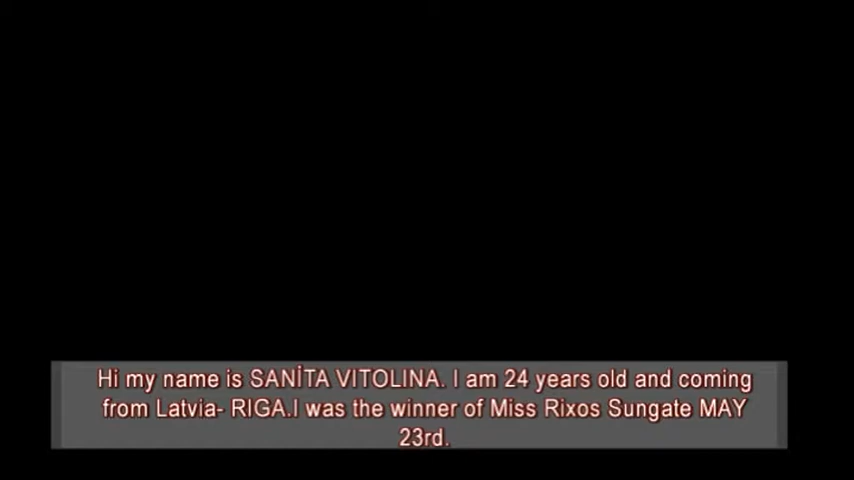 Hi my name is SANİTA VITOLINA. I am 24 years old and coming
from Latvia- RIGA.I was the winner of Miss Rixos Sungate MAY
23rd.